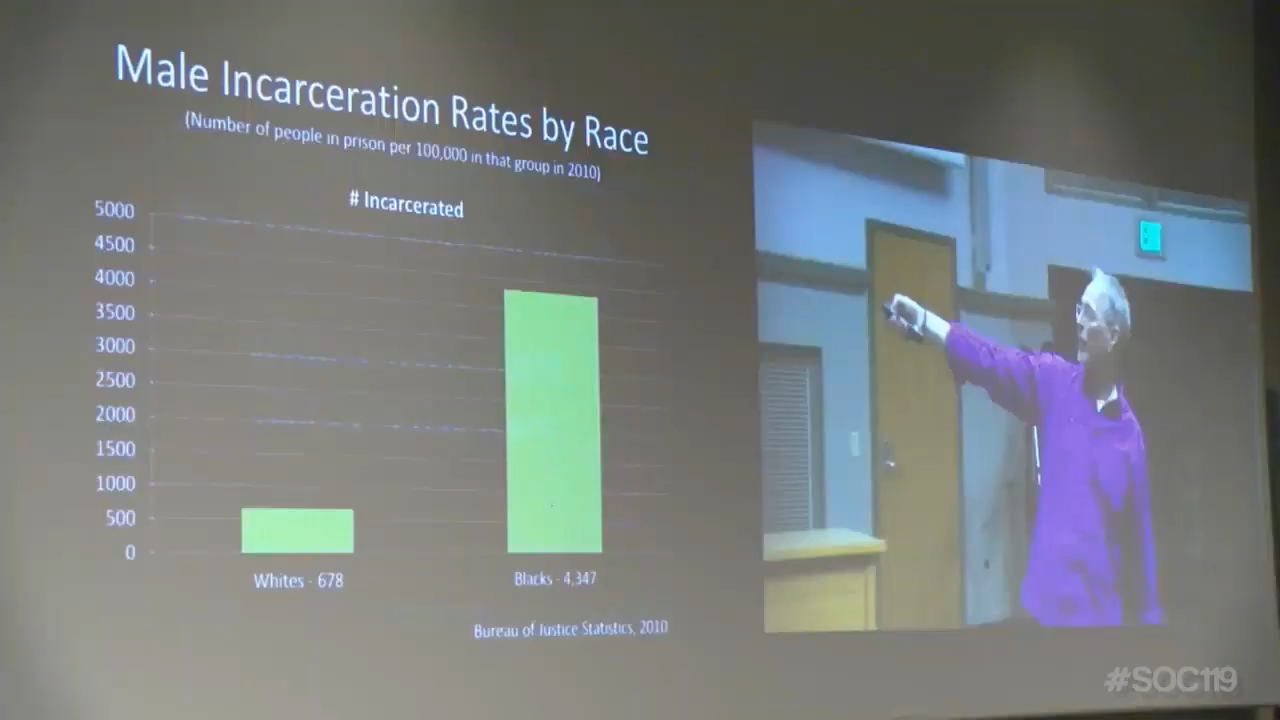 Male Incarceration Rates by Race
(Number of people in prison per 100,000 in that group in 2010)
# Incarcerated
5000
4500
4000
3500
3000
2500
2000
1500
1000
500
0
Whites - 678
Blacks - 4,347
Bureau of Justice Statistics, 2010
#SOC119